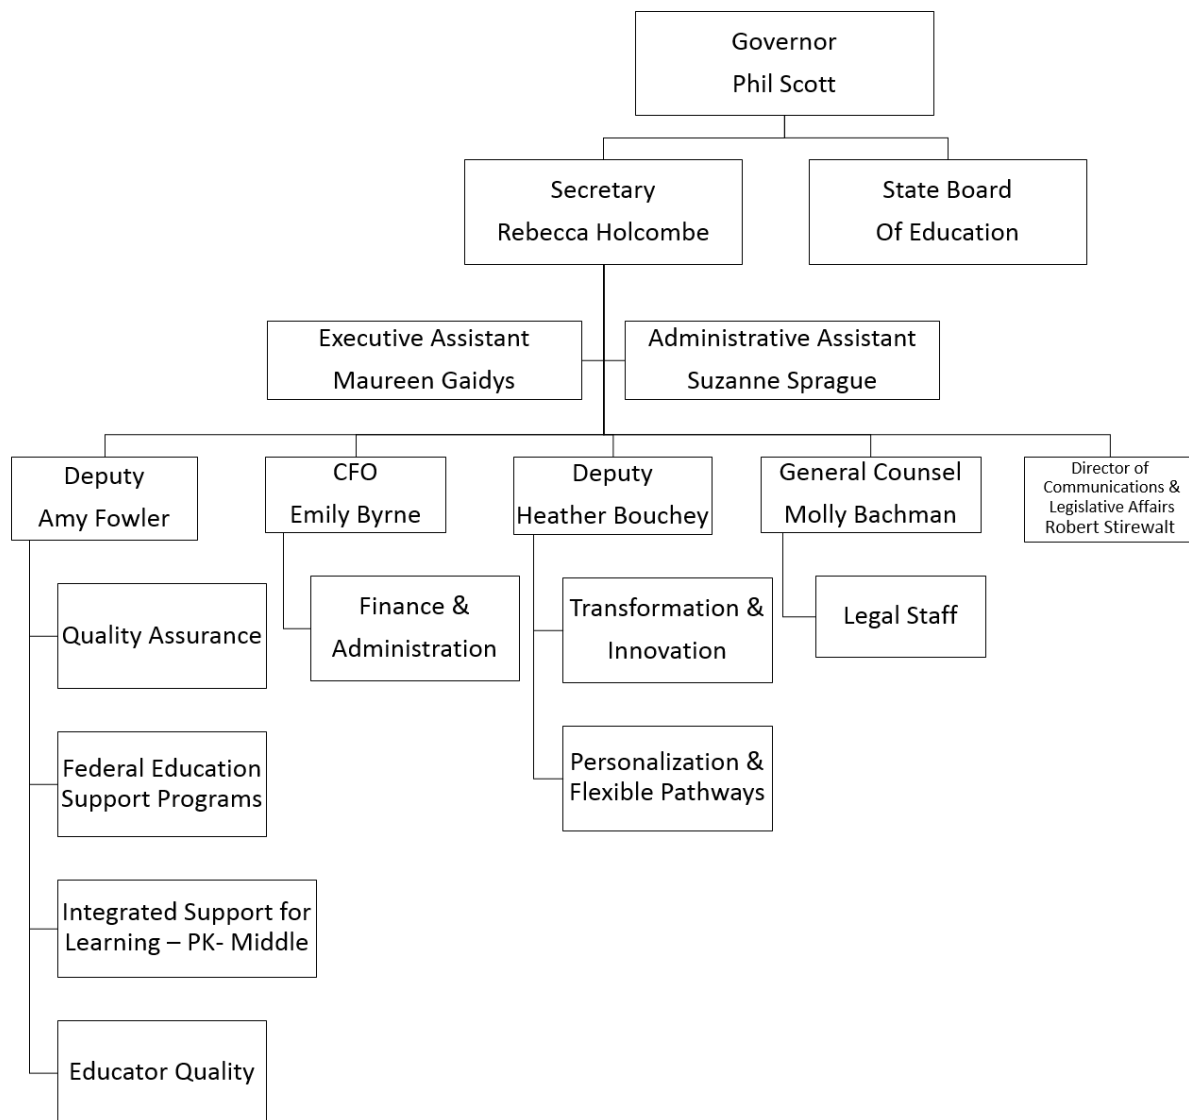 Governor
Phil Scott
Secretary
Rebecca Holcombe
State Board
Of Education
Executive Assistant
Maureen Gaidys
Administrative Assistant
Suzanne Sprague
Deputy
Amy Fowler
CFO
Emily Byrne
Deputy
Heather Bouchey
General Counsel
Molly Bachman
Director of
Communications &
Legislative Affairs
Robert Stirewalt
Quality Assurance
Federal Education
Support Programs
Integrated Support for
Learning – PK- Middle
Educator Quality
Finance &
Administration
Transformation &
Innovation
Personalization &
Flexible Pathways
Legal Staff